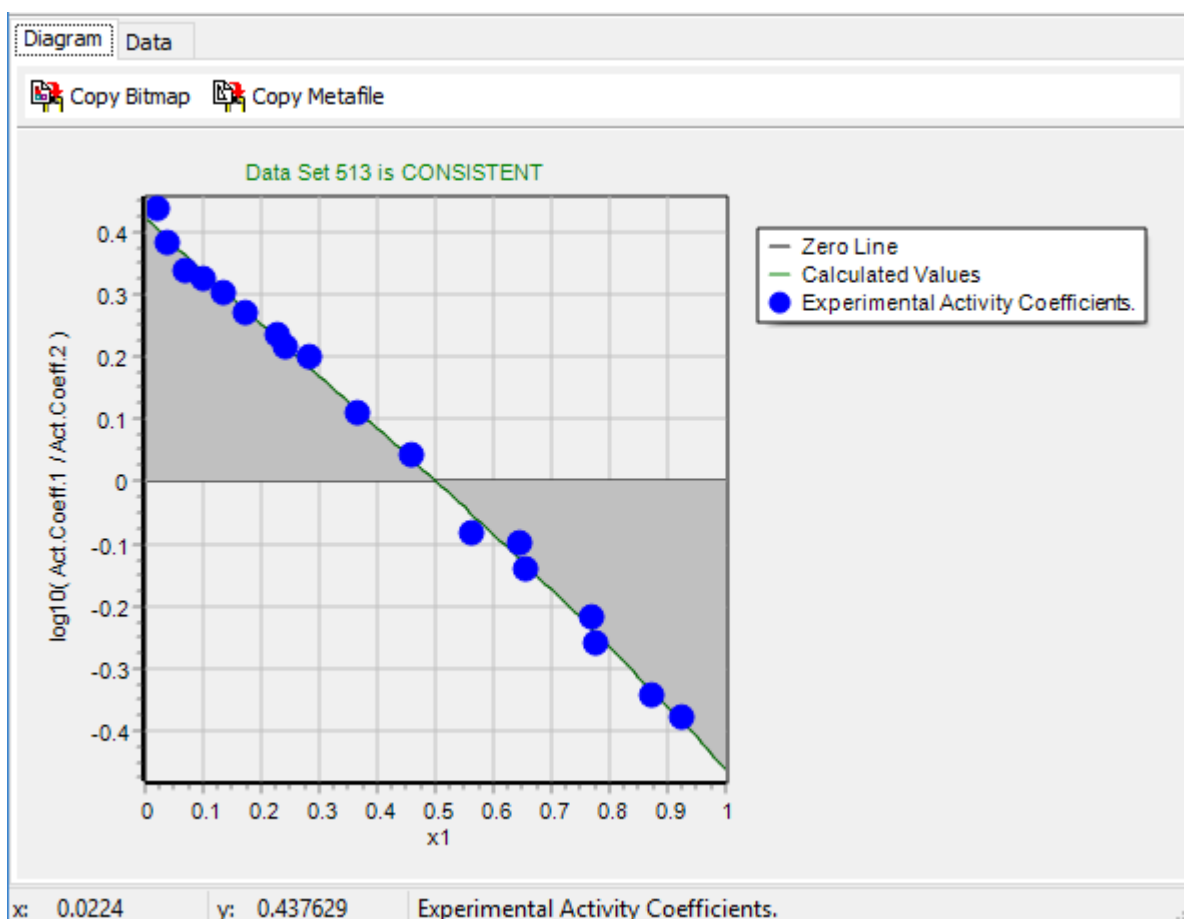 Diagram Data
Copy Bitmap Copy Metafile
Data Set 513 is CONSISTENT
log10( Act.Coeff.1 / Act.Coeff.2 )
0.4
0.3
0.2
0.1
0
-0.1
-0.2
-0.3
-0.4
0 0.1 0.2 0.3 0.4 0.5 0.6 0.7 0.8 0.9 1
x1
Zero Line
Calculated Values
Experimental Activity Coefficients.
x: 0.0224 y: 0.437629 Experimental Activity Coefficients.